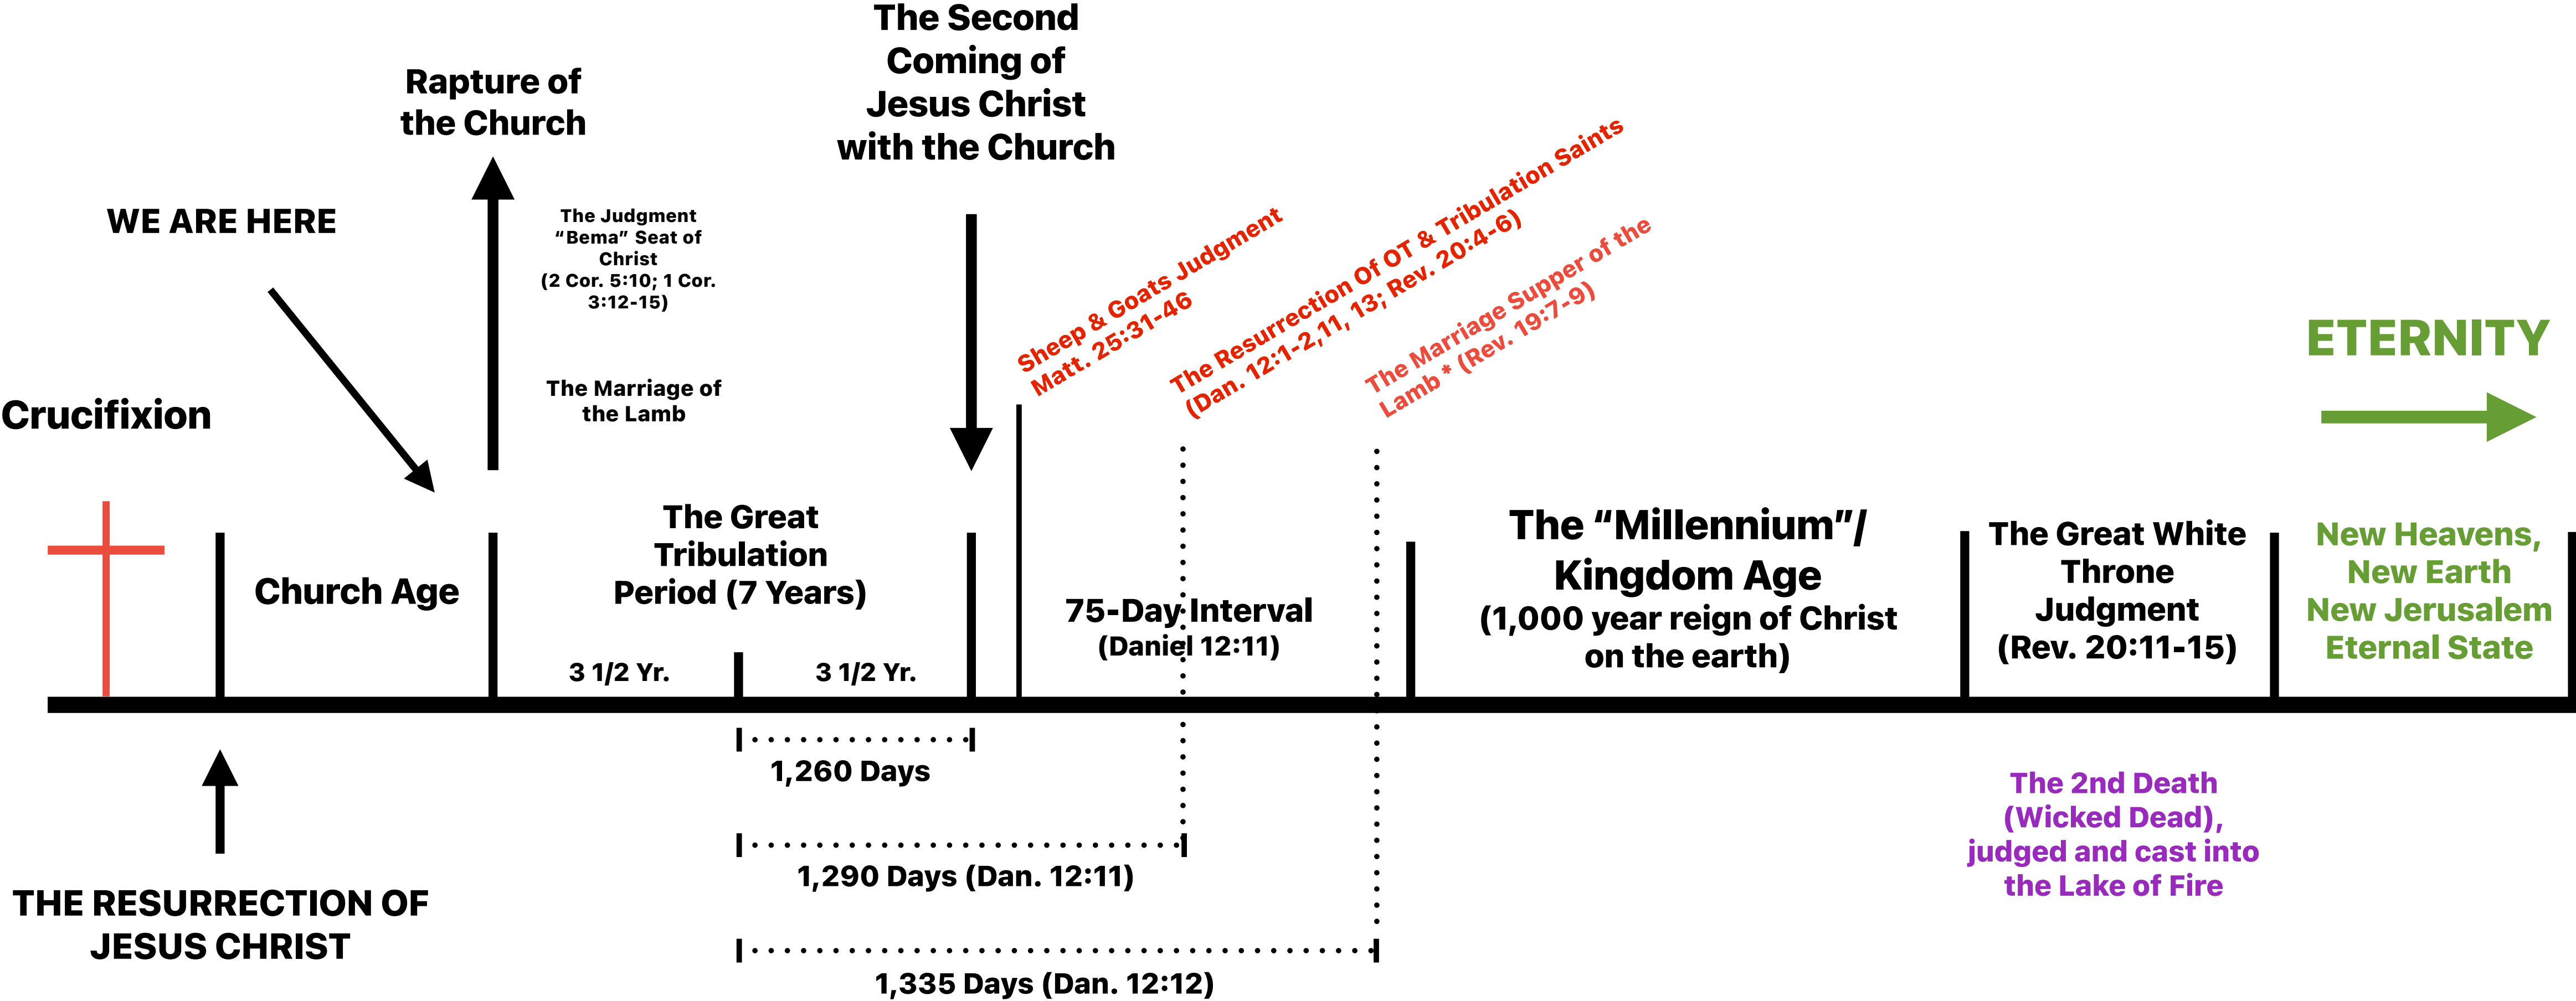 The Second
Coming of
Jesus Christ
with the Church
Rapture of
the Church
WE ARE HERE
The Judgment
“Bema” Seat of
Christ
(2 Cor. 5:10; 1 Cor.
3:12-15)
The Marriage of
the Lamb
Sheep & Goats Judgment
Matt. 25:31-46
The Resurrection Of OT & Tribulation Saints
(Dan. 12:1-2,11, 13; Rev. 20:4-6)
The Marriage Supper of the
Lamb * (Rev. 19:7-9)
ETERNITY
Crucifixion
Church Age
The Great
Tribulation
Period (7 Years)
3 1/2 Yr.
3 1/2 Yr.
75-Day Interval
(Daniel 12:11)
The “Millennium”/
Kingdom Age
(1,000 year reign of Christ
on the earth)
The Great White
Throne
Judgment
(Rev. 20:11-15)
New Heavens,
New Earth
New Jerusalem
Eternal State
1,260 Days
1,290 Days (Dan. 12:11)
1,335 Days (Dan. 12:12)
THE RESURRECTION OF
JESUS CHRIST
The 2nd Death
(Wicked Dead),
judged and cast into
the Lake of Fire